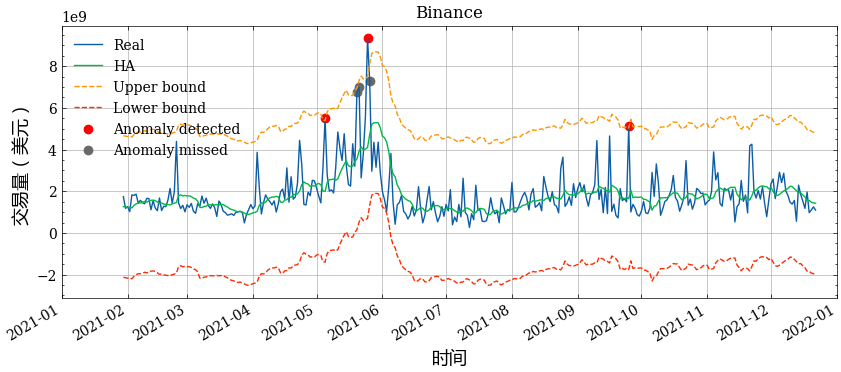 Binance
1e9
Real
HA
Upper bound
Lower bound
Anomaly detected
Anomaly missed
8
6
4
2
0
−2
交易量 ( 美元 )
2021-01
2021-02
2021-03
2021-04
2021-05
2021-06
2021-07
2021-08
2021-09
2021-10
2021-11
2021-12
2022-01
时间